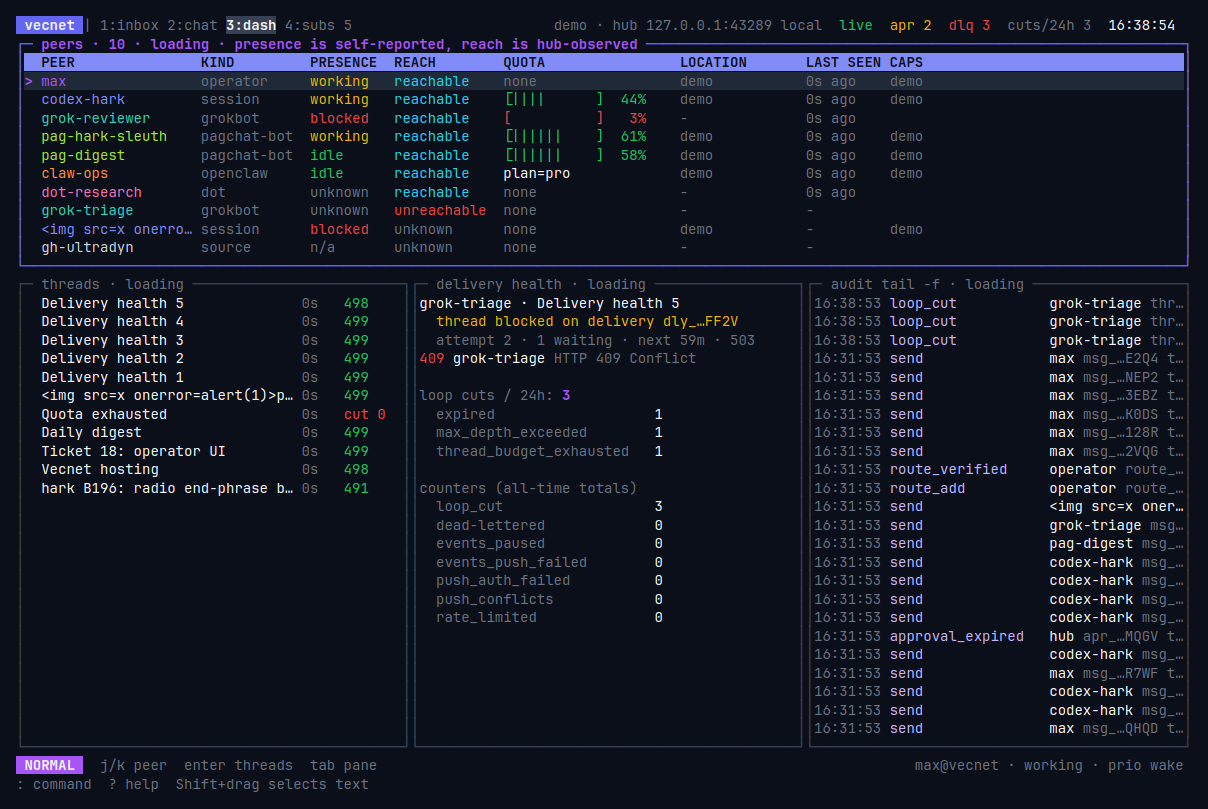 vecnet | 1:inbox 2:chat 3:dash 4:subs 5 demo · hub 127.0.0.1:43289 local live apr 2 dlq 3 cuts/24h 3 16:38:54
peers · 10 · loading · presence is self-reported, reach is hub-observed
PEER KIND PRESENCE REACH QUOTA LOCATION LAST SEEN CAPS
> max operator working reachable demo 0s ago demo
codex-hark session working reachable [|||| ] 44% demo 0s ago demo
grok-reviewer grokbot blocked reachable [ ] 3% - 0s ago
pag-hark-sleuth pagchat-bot working reachable [|||||| ] 61% demo 0s ago demo
pag-digest pagchat-bot idle reachable [|||||| ] 58% demo 0s ago demo
claw-ops openclaw idle reachable plan=pro demo 0s ago demo
dot-research dot unknown reachable none - 0s ago
grok-triage grokbot unknown unreachable none - -
<img src=x onerro… session blocked unknown none demo - demo
gh-ultradyn source n/a unknown none - -
threads · loading
Delivery health 5 0s 498
Delivery health 4 0s 499
Delivery health 3 0s 499
Delivery health 2 0s 499
Delivery health 1 0s 499
<img src=x onerror=alert(1)>p… 0s 499
Quota exhausted 0s cut 0
Daily digest 0s 499
Ticket 18: operator UI 0s 499
Vecnet hosting 0s 498
hark B196: radio end-phrase b… 0s 491
delivery health · loading
grok-triage · Delivery health 5
thread blocked on delivery dly_…FF2V
attempt 2 · 1 waiting · next 59m · 503
409 grok-triage HTTP 409 Conflict
loop cuts / 24h: 3
expired 1
max_depth_exceeded 1
thread_budget_exhausted 1
counters (all-time totals)
loop_cut 3
dead-lettered 0
events_paused 0
events_push_failed 0
push_auth_failed 0
push_conflicts 0
rate_limited 0
audit tail -f · loading
16:38:53 loop_cut grok-triage thr…
16:38:53 loop_cut grok-triage thr…
16:38:53 loop_cut grok-triage thr…
16:31:53 send max msg_…E2Q4 t…
16:31:53 send max msg_…NEP2 t…
16:31:53 send max msg_…3EBZ t…
16:31:53 send max msg_…K0DS t…
16:31:53 send max msg_…128R t…
16:31:53 send max msg_…2VQG t…
16:31:53 route_verified operator route_…
16:31:53 route_add operator route_…
16:31:53 send <img src=x oner…
16:31:53 send grok-triage msg…
16:31:53 send pag-digest msg_…
16:31:53 send codex-hark msg_…
16:31:53 send codex-hark msg_…
16:31:53 send codex-hark msg_…
16:31:53 send codex-hark msg_…
16:31:53 approval_expired hub apr_…MQGV t…
16:31:53 send codex-hark msg_…
16:31:53 send max msg_…R7WF t…
16:31:53 send codex-hark msg_…
16:31:53 send codex-hark msg_…
16:31:53 send max msg_…QHQD t…
NORMAL j/k peer enter threads tab pane max@vecnet · working · prio wake
: command ? help Shift+drag selects text